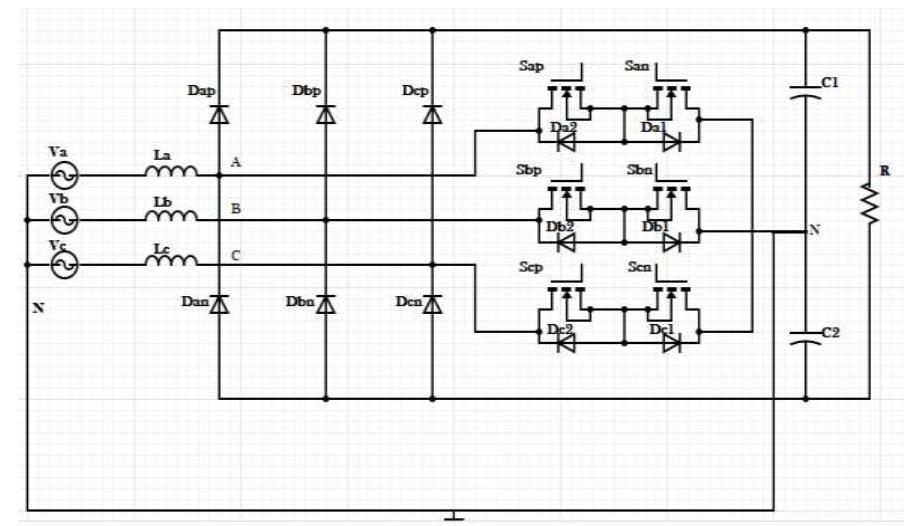 Sap San
C1
Dap Dbp Dcp
Da2 Da1
Va La A
Sbp Sbn
R
Vb Lb B
Db2 Db1
N
Vc Lc C
Scp Scn
Dan Dbn Dcn
N
Dc2 Dc1
C2